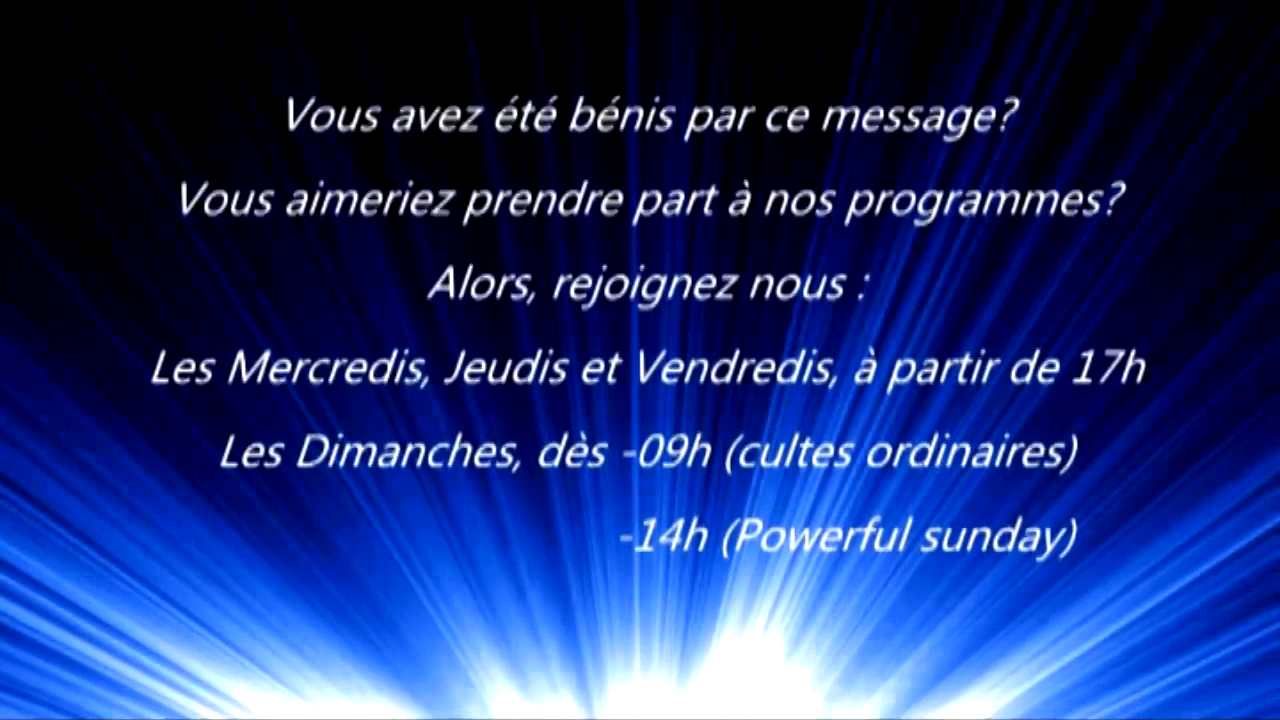 Vous avez été bénis par ce message?
Vous aimeriez prendre part à nos programmes?
Alors, rejoignez nous :
Les Mercredis, Jeudis et Vendredis, à partir de 17h
Les Dimanches, dès -09h (cultes ordinaires)
-14h (Powerful sunday)